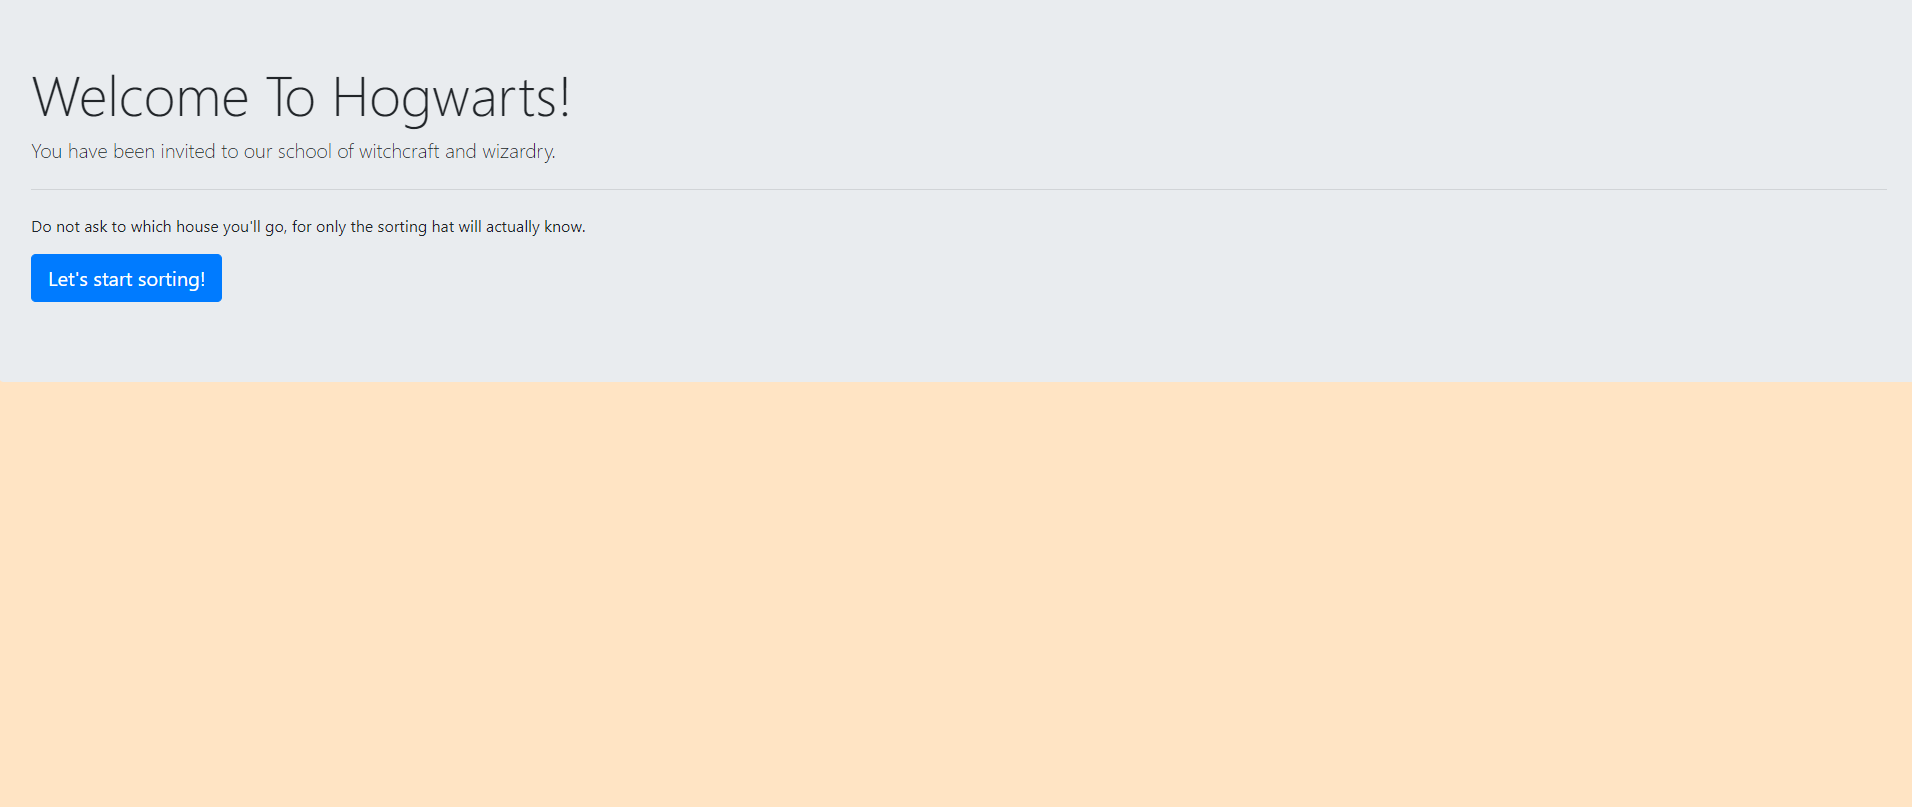 Welcome To Hogwarts!
You have been invited to our school of witchcraft and wizardry.
Do not ask to which house you'll go, for only the sorting hat will actually know.
Let's start sorting!